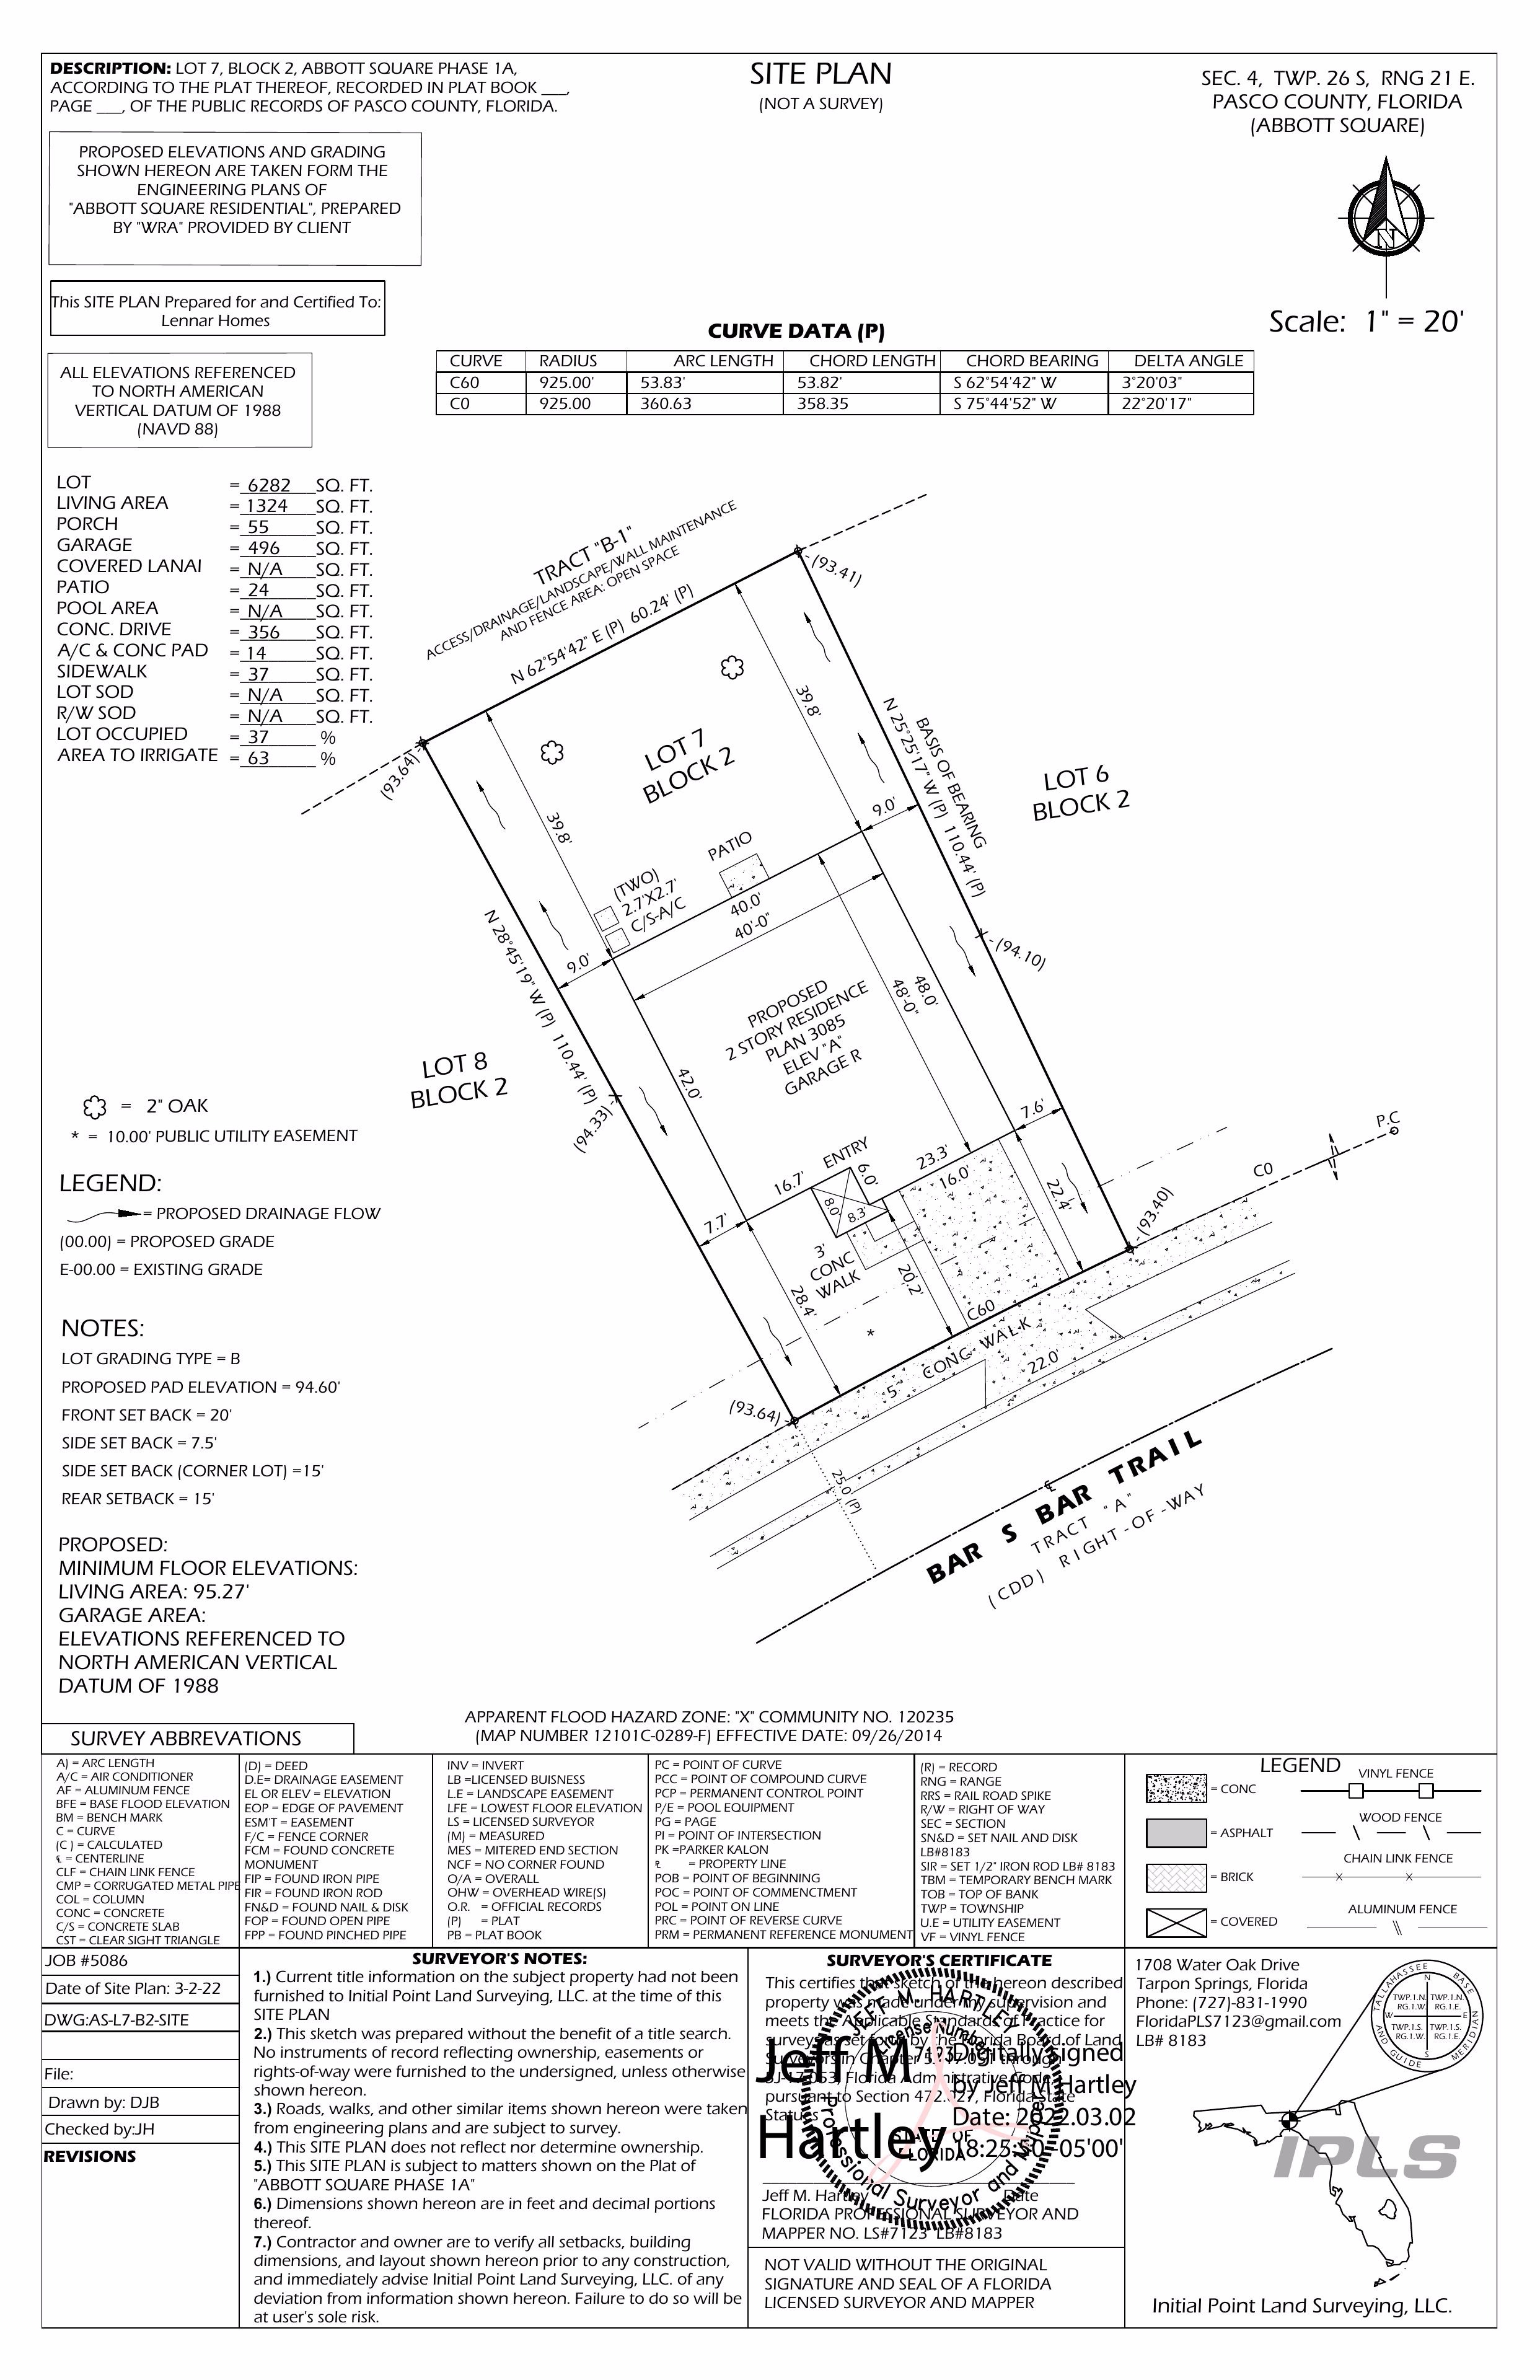 DESCRIPTION: LOT 7, BLOCK 2, ABBOTT SQUARE PHASE 1A,
ACCORDING TO THE PLAT THEREOF, RECORDED IN PLAT BOOK ___,
PAGE ___, OF THE PUBLIC RECORDS OF PASCO COUNTY, FLORIDA.
SITE PLAN
(NOT A SURVEY)
SEC. 4, TWP. 26 S, RNG 21 E.
PASCO COUNTY, FLORIDA
(ABBOTT SQUARE)
PROPOSED ELEVATIONS AND GRADING
SHOWN HEREON ARE TAKEN FORM THE
ENGINEERING PLANS OF
"ABBOTT SQUARE RESIDENTIAL", PREPARED
BY "WRA" PROVIDED BY CLIENT
N
Scale: 1" = 20'
This SITE PLAN Prepared for and Certified To:
Lennar Homes
ALL ELEVATIONS REFERENCED
TO NORTH AMERICAN
VERTICAL DATUM OF 1988
(NAVD 88)
CURVE DATA (P)
CURVE RADIUS ARC LENGTH CHORD LENGTH CHORD BEARING DELTA ANGLE
C60 925.00' 53.83' 53.82' S 62°54'42" W 3°20'03"
C0 925.00 360.63 358.35 S 75°44'52" W 22°20'17"
LOT = 6282 SQ. FT.
LIVING AREA = 1324 SQ. FT.
PORCH = 55 SQ. FT.
GARAGE = 496 SQ. FT.
COVERED LANAI = N/A SQ. FT.
PATIO = 24 SQ. FT.
POOL AREA = N/A SQ. FT.
CONC. DRIVE = 356 SQ. FT.
A/C & CONC PAD = 14 SQ. FT.
SIDEWALK = 37 SQ. FT.
LOT SOD = N/A SQ. FT.
R/W SOD = N/A SQ. FT.
LOT OCCUPIED = 37 %
AREA TO IRRIGATE = 63 %
TRACT "B-1"
ACCESS/DRAINAGE/LANDSCAPE/WALL MAINTENANCE
AND FENCE AREA: OPEN SPACE
N 62°54'42" E (P) 60.24' (P)
(93.41)
(93.64)
39.8'
39.8'
LOT 7
BLOCK 2
BASIS OF BEARING
N 25°25'17" W (P) 110.44' (P)
LOT 6
BLOCK 2
9.0'
PATIO
(TWO)
2.7'X2.7'
C/S-A/C
40.0'
40'-0"
9.0'
(94.10)
N 28°45'19" W (P) 110.44' (P)
48.0'
48'-0"
PROPOSED
2 STORY RESIDENCE
PLAN 3085
ELEV "A"
GARAGE R
LOT 8
BLOCK 2
42.0'
(94.33)
7.6'
P.C
C0
ENTRY
23.3'
16.0'
16.7'
6.0'
8.0'
8.3'
22.4'
(93.40)
7.7'
3'
CONC
WALK
20.2'
28.4'
C60
*
5' CONC WALK
22.0'
(93.64)
25.0 (P)
BAR S BAR TRAIL
TRACT "A"
(CDD) RIGHT-OF-WAY
= 2" OAK
* = 10.00' PUBLIC UTILITY EASEMENT
LEGEND:
= PROPOSED DRAINAGE FLOW
(00.00) = PROPOSED GRADE
E-00.00 = EXISTING GRADE
NOTES:
LOT GRADING TYPE = B
PROPOSED PAD ELEVATION = 94.60'
FRONT SET BACK = 20'
SIDE SET BACK = 7.5'
SIDE SET BACK (CORNER LOT) =15'
REAR SETBACK = 15'
PROPOSED:
MINIMUM FLOOR ELEVATIONS:
LIVING AREA: 95.27'
GARAGE AREA:
ELEVATIONS REFERENCED TO
NORTH AMERICAN VERTICAL
DATUM OF 1988
APPARENT FLOOD HAZARD ZONE: "X" COMMUNITY NO. 120235
(MAP NUMBER 12101C-0289-F) EFFECTIVE DATE: 09/26/2014
SURVEY ABBREVATIONS
A) = ARC LENGTH
A/C = AIR CONDITIONER
AF = ALUMINUM FENCE
BFE = BASE FLOOD ELEVATION
BM = BENCH MARK
C = CURVE
(C ) = CALCULATED
℄ = CENTERLINE
CLF = CHAIN LINK FENCE
CMP = CORRUGATED METAL PIPE
COL = COLUMN
CONC = CONCRETE
C/S = CONCRETE SLAB
CST = CLEAR SIGHT TRIANGLE
(D) = DEED
D.E= DRAINAGE EASEMENT
EL OR ELEV = ELEVATION
EOP = EDGE OF PAVEMENT
ESM'T = EASEMENT
F/C = FENCE CORNER
FCM = FOUND CONCRETE
MONUMENT
FIP = FOUND IRON PIPE
FIR = FOUND IRON ROD
FN&D = FOUND NAIL & DISK
FOP = FOUND OPEN PIPE
FPP = FOUND PINCHED PIPE
INV = INVERT
LB =LICENSED BUISNESS
L.E = LANDSCAPE EASEMENT
LFE = LOWEST FLOOR ELEVATION
LS = LICENSED SURVEYOR
(M) = MEASURED
MES = MITERED END SECTION
NCF = NO CORNER FOUND
O/A = OVERALL
OHW = OVERHEAD WIRE(S)
O.R. = OFFICIAL RECORDS
(P) = PLAT
PB = PLAT BOOK
PC = POINT OF CURVE
PCC = POINT OF COMPOUND CURVE
PCP = PERMANENT CONTROL POINT
P/E = POOL EQUIPMENT
PG = PAGE
PI = POINT OF INTERSECTION
PK =PARKER KALON
℄ = PROPERTY LINE
POB = POINT OF BEGINNING
POC = POINT OF COMMENCTMENT
POL = POINT ON LINE
PRC = POINT OF REVERSE CURVE
PRM = PERMANENT REFERENCE MONUMENT
(R) = RECORD
RNG = RANGE
RRS = RAIL ROAD SPIKE
R/W = RIGHT OF WAY
SEC = SECTION
SN&D = SET NAIL AND DISK
LB#8183
SIR = SET 1/2" IRON ROD LB# 8183
TBM = TEMPORARY BENCH MARK
TOB = TOP OF BANK
TWP = TOWNSHIP
U.E = UTILITY EASEMENT
VF = VINYL FENCE
LEGEND
= CONC
= ASPHALT
= BRICK
= COVERED
VINYL FENCE
WOOD FENCE
CHAIN LINK FENCE
ALUMINUM FENCE
JOB #5086
Date of Site Plan: 3-2-22
DWG:AS-L7-B2-SITE
File:
Drawn by: DJB
Checked by:JH
REVISIONS
SURVEYOR'S NOTES:
1.) Current title information on the subject property had not been
furnished to Initial Point Land Surveying, LLC. at the time of this
SITE PLAN
2.) This sketch was prepared without the benefit of a title search.
No instruments of record reflecting ownership, easements or
rights-of-way were furnished to the undersigned, unless otherwise
shown hereon.
3.) Roads, walks, and other similar items shown hereon were taken
from engineering plans and are subject to survey.
4.) This SITE PLAN does not reflect nor determine ownership.
5.) This SITE PLAN is subject to matters shown on the Plat of
"ABBOTT SQUARE PHASE 1A"
6.) Dimensions shown hereon are in feet and decimal portions
thereof.
7.) Contractor and owner are to verify all setbacks, building
dimensions, and layout shown hereon prior to any construction,
and immediately advise Initial Point Land Surveying, LLC. of any
deviation from information shown hereon. Failure to do so will be
at user's sole risk.
SURVEYOR'S CERTIFICATE
This certifies that sketch of the hereon described
property was made under my supervision and
meets the Applicable Standards of Practice for
surveys as set forth by the Florida Board of Land
Surveyors in Chapter through
Florida Administrative Code,
pursuant to Section 472.027, Florida State
Statues
JEFF M. HARTLEY
License Number
7123
STATE OF
FLORIDA
Professional Surveyor and Mapper
Jeff M
Hartley
Digitally signed
by Jeff M Hartley
Date: 2022.03.02
-05'00'
Jeff M. Hartley Date
FLORIDA PROFESSIONAL SURVEYOR AND
MAPPER NO. LS#7123 LB#8183
NOT VALID WITHOUT THE ORIGINAL
SIGNATURE AND SEAL OF A FLORIDA
LICENSED SURVEYOR AND MAPPER
1708 Water Oak Drive
Tarpon Springs, Florida
Phone: (727)-831-1990
FloridaPLS7123@gmail.com
LB# 8183
TALLAHASSEE BASE
AND GUIDE MERIDIAN
N
W E
S
TWP.1.N. TWP.1.N.
RG.1.W. RG.1.E.
TWP.1.S. TWP.1.S.
RG.1.W. RG.1.E.
IPLS
Initial Point Land Surveying, LLC.